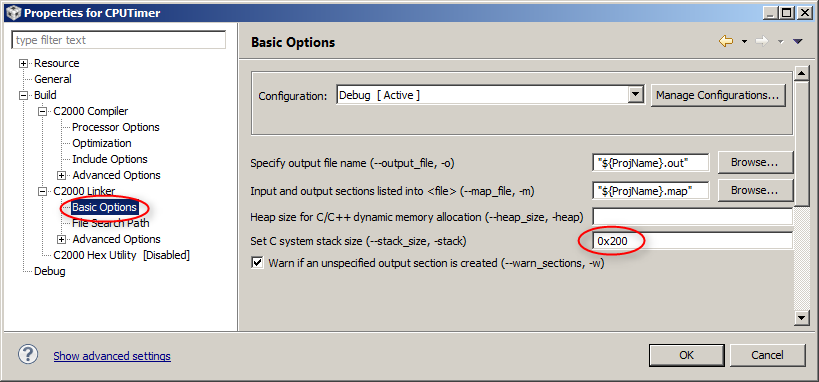 Properties for CPUTimer
type filter text
Resource
General
Build
C2000 Compiler
Processor Options
Optimization
Include Options
Advanced Options
C2000 Linker
Basic Options
File Search Path
Advanced Options
C2000 Hex Utility [Disabled]
Debug
Basic Options
Configuration: Debug [ Active ] Manage Configurations...
Specify output file name (--output_file, -o) "${ProjName}.out" Browse...
Input and output sections listed into <file> (--map_file, -m) "${ProjName}.map" Browse...
Heap size for C/C++ dynamic memory allocation (--heap_size, -heap)
Set C system stack size (--stack_size, -stack) 0x200
Warn if an unspecified output section is created (--warn_sections, -w)
? Show advanced settings OK Cancel